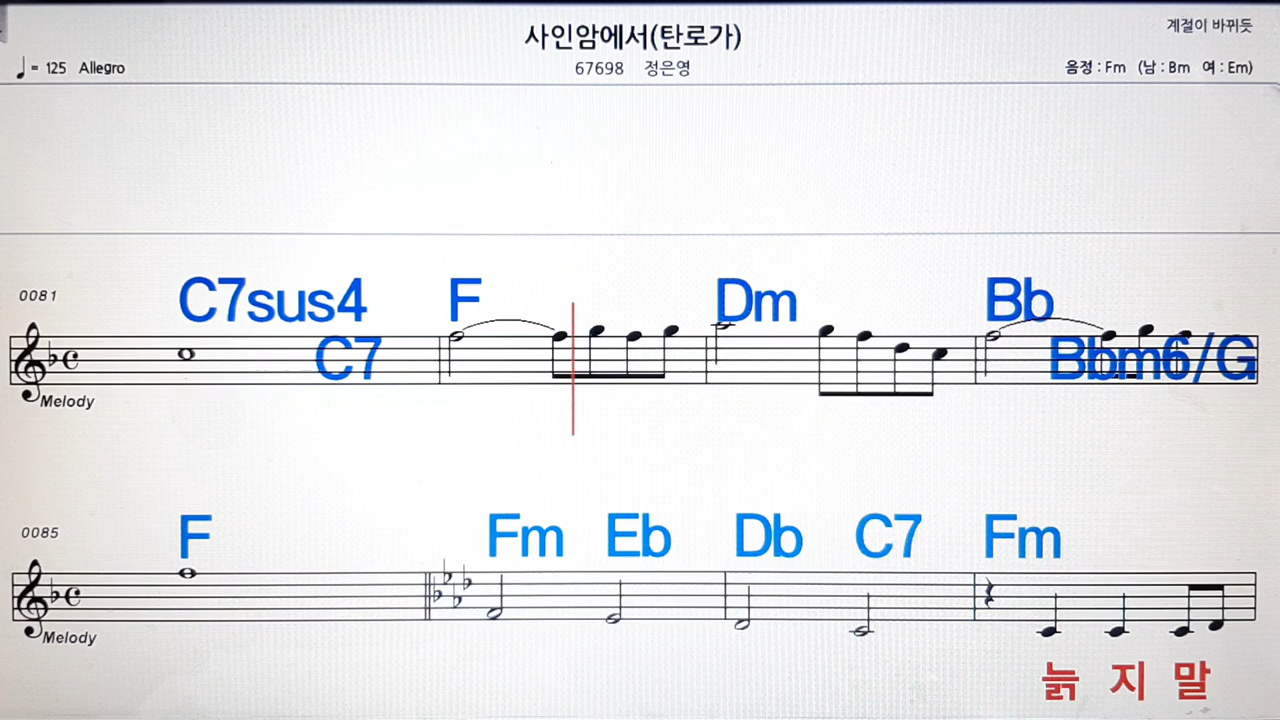 사인암에서(탄로가)
계절이 바뀌듯
♩= 125 Allegro
67698 정은영
음정 : Fm (남 : Bm 여 : Em)
0081
C7sus4 F Dm Bb
C7 Bbm6/G
Melody
0085
F Fm Eb Db C7 Fm
Melody
늙 지 말